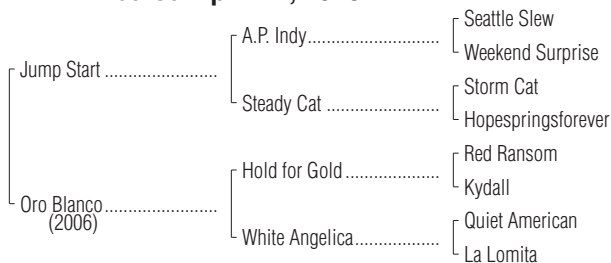 A.P. Indy
Seattle Slew
Weekend Surprise
Jump Start
Steady Cat
Storm Cat
Hopespringsforever
Oro Blanco
(2006)
Hold for Gold
Red Ransom
Kydall
White Angelica
Quiet American
La Lomita